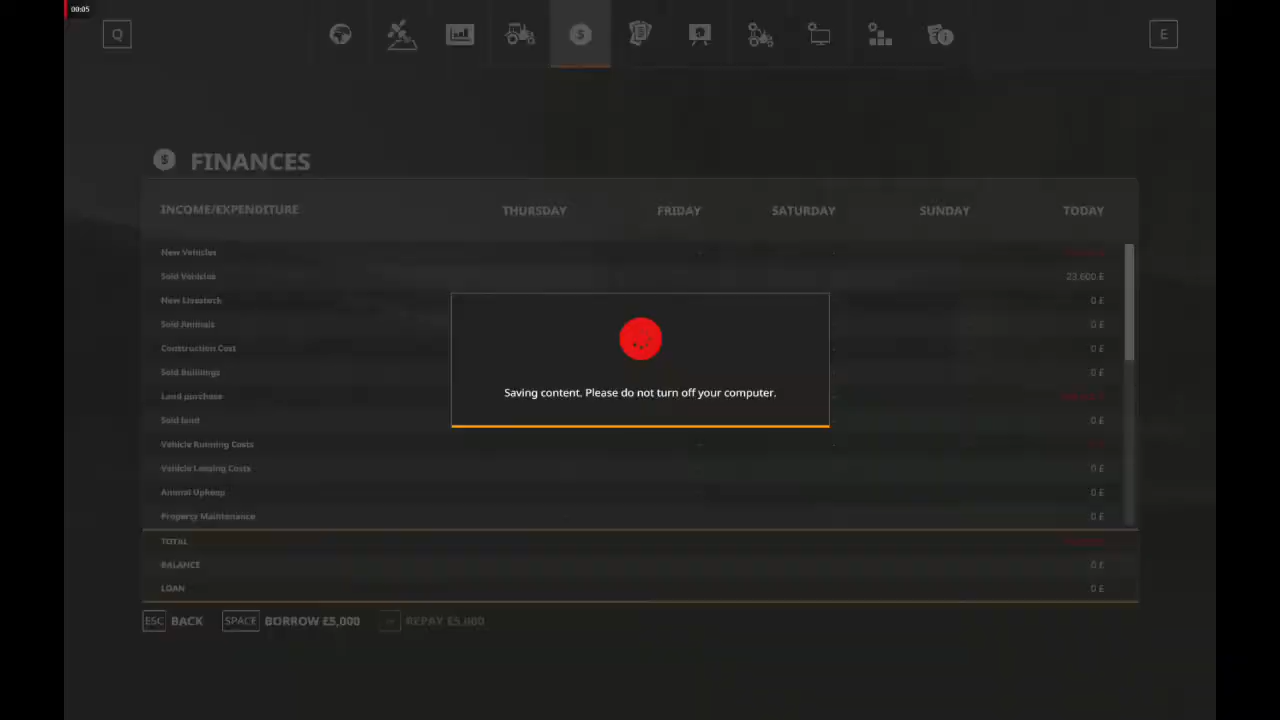 00:05
Q
E
FINANCES
INCOME/EXPENDITURE THURSDAY FRIDAY SATURDAY SUNDAY TODAY
New Vehicles
Sold Vehicles 23,600 £
New Livestock 0 £
Sold Animals 0 £
Construction Cost 0 £
Sold Buildings 0 £
Land purchase
Sold land 0 £
Vehicle Running Costs
Vehicle Leasing Costs 0 £
Animal Upkeep 0 £
Property Maintenance 0 £
TOTAL
BALANCE 0 £
LOAN 0 £
Saving content. Please do not turn off your computer.
ESC BACK SPACE BORROW £5,000 REPAY £5,000